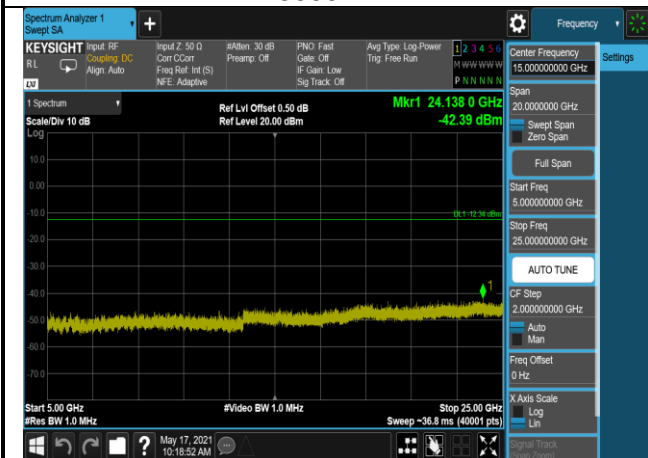 Spectrum Analyzer 1
Swept SA
Frequency
KEYSIGHT
RL
LXI
Input: RF
Coupling: DC
Align: Auto
Input Z: 50 Ω
Corr CCorr
Freq Ref: Int (S)
NFE: Adaptive
#Atten: 30 dB
Preamp: Off
PNO: Fast
Gate: Off
IF Gain: Low
Sig Track: Off
Avg Type: Log-Power
Trig: Free Run
1 2 3 4 5 6
M W W W W W
P N N N N N
1 Spectrum
Scale/Div 10 dB
Ref Lvl Offset 0.50 dB
Ref Level 20.00 dBm
Mkr1 24.138 0 GHz
-42.39 dBm
Log
10.0
0.00
-10.0
DL1 -12.34 dBm
-20.0
-30.0
-40.0
1
-50.0
-60.0
-70.0
Start 5.00 GHz
#Res BW 1.0 MHz
#Video BW 1.0 MHz
Stop 25.00 GHz
Sweep ~36.8 ms (40001 pts)
May 17, 2021
10:18:52 AM
Center Frequency
15.000000000 GHz
Settings
Span
20.0000000 GHz
Swept Span
Zero Span
Full Span
Start Freq
5.000000000 GHz
Stop Freq
25.000000000 GHz
AUTO TUNE
CF Step
2.000000000 GHz
Auto
Man
Freq Offset
0 Hz
X Axis Scale
Log
Lin
Signal Track
(Span Zoom)